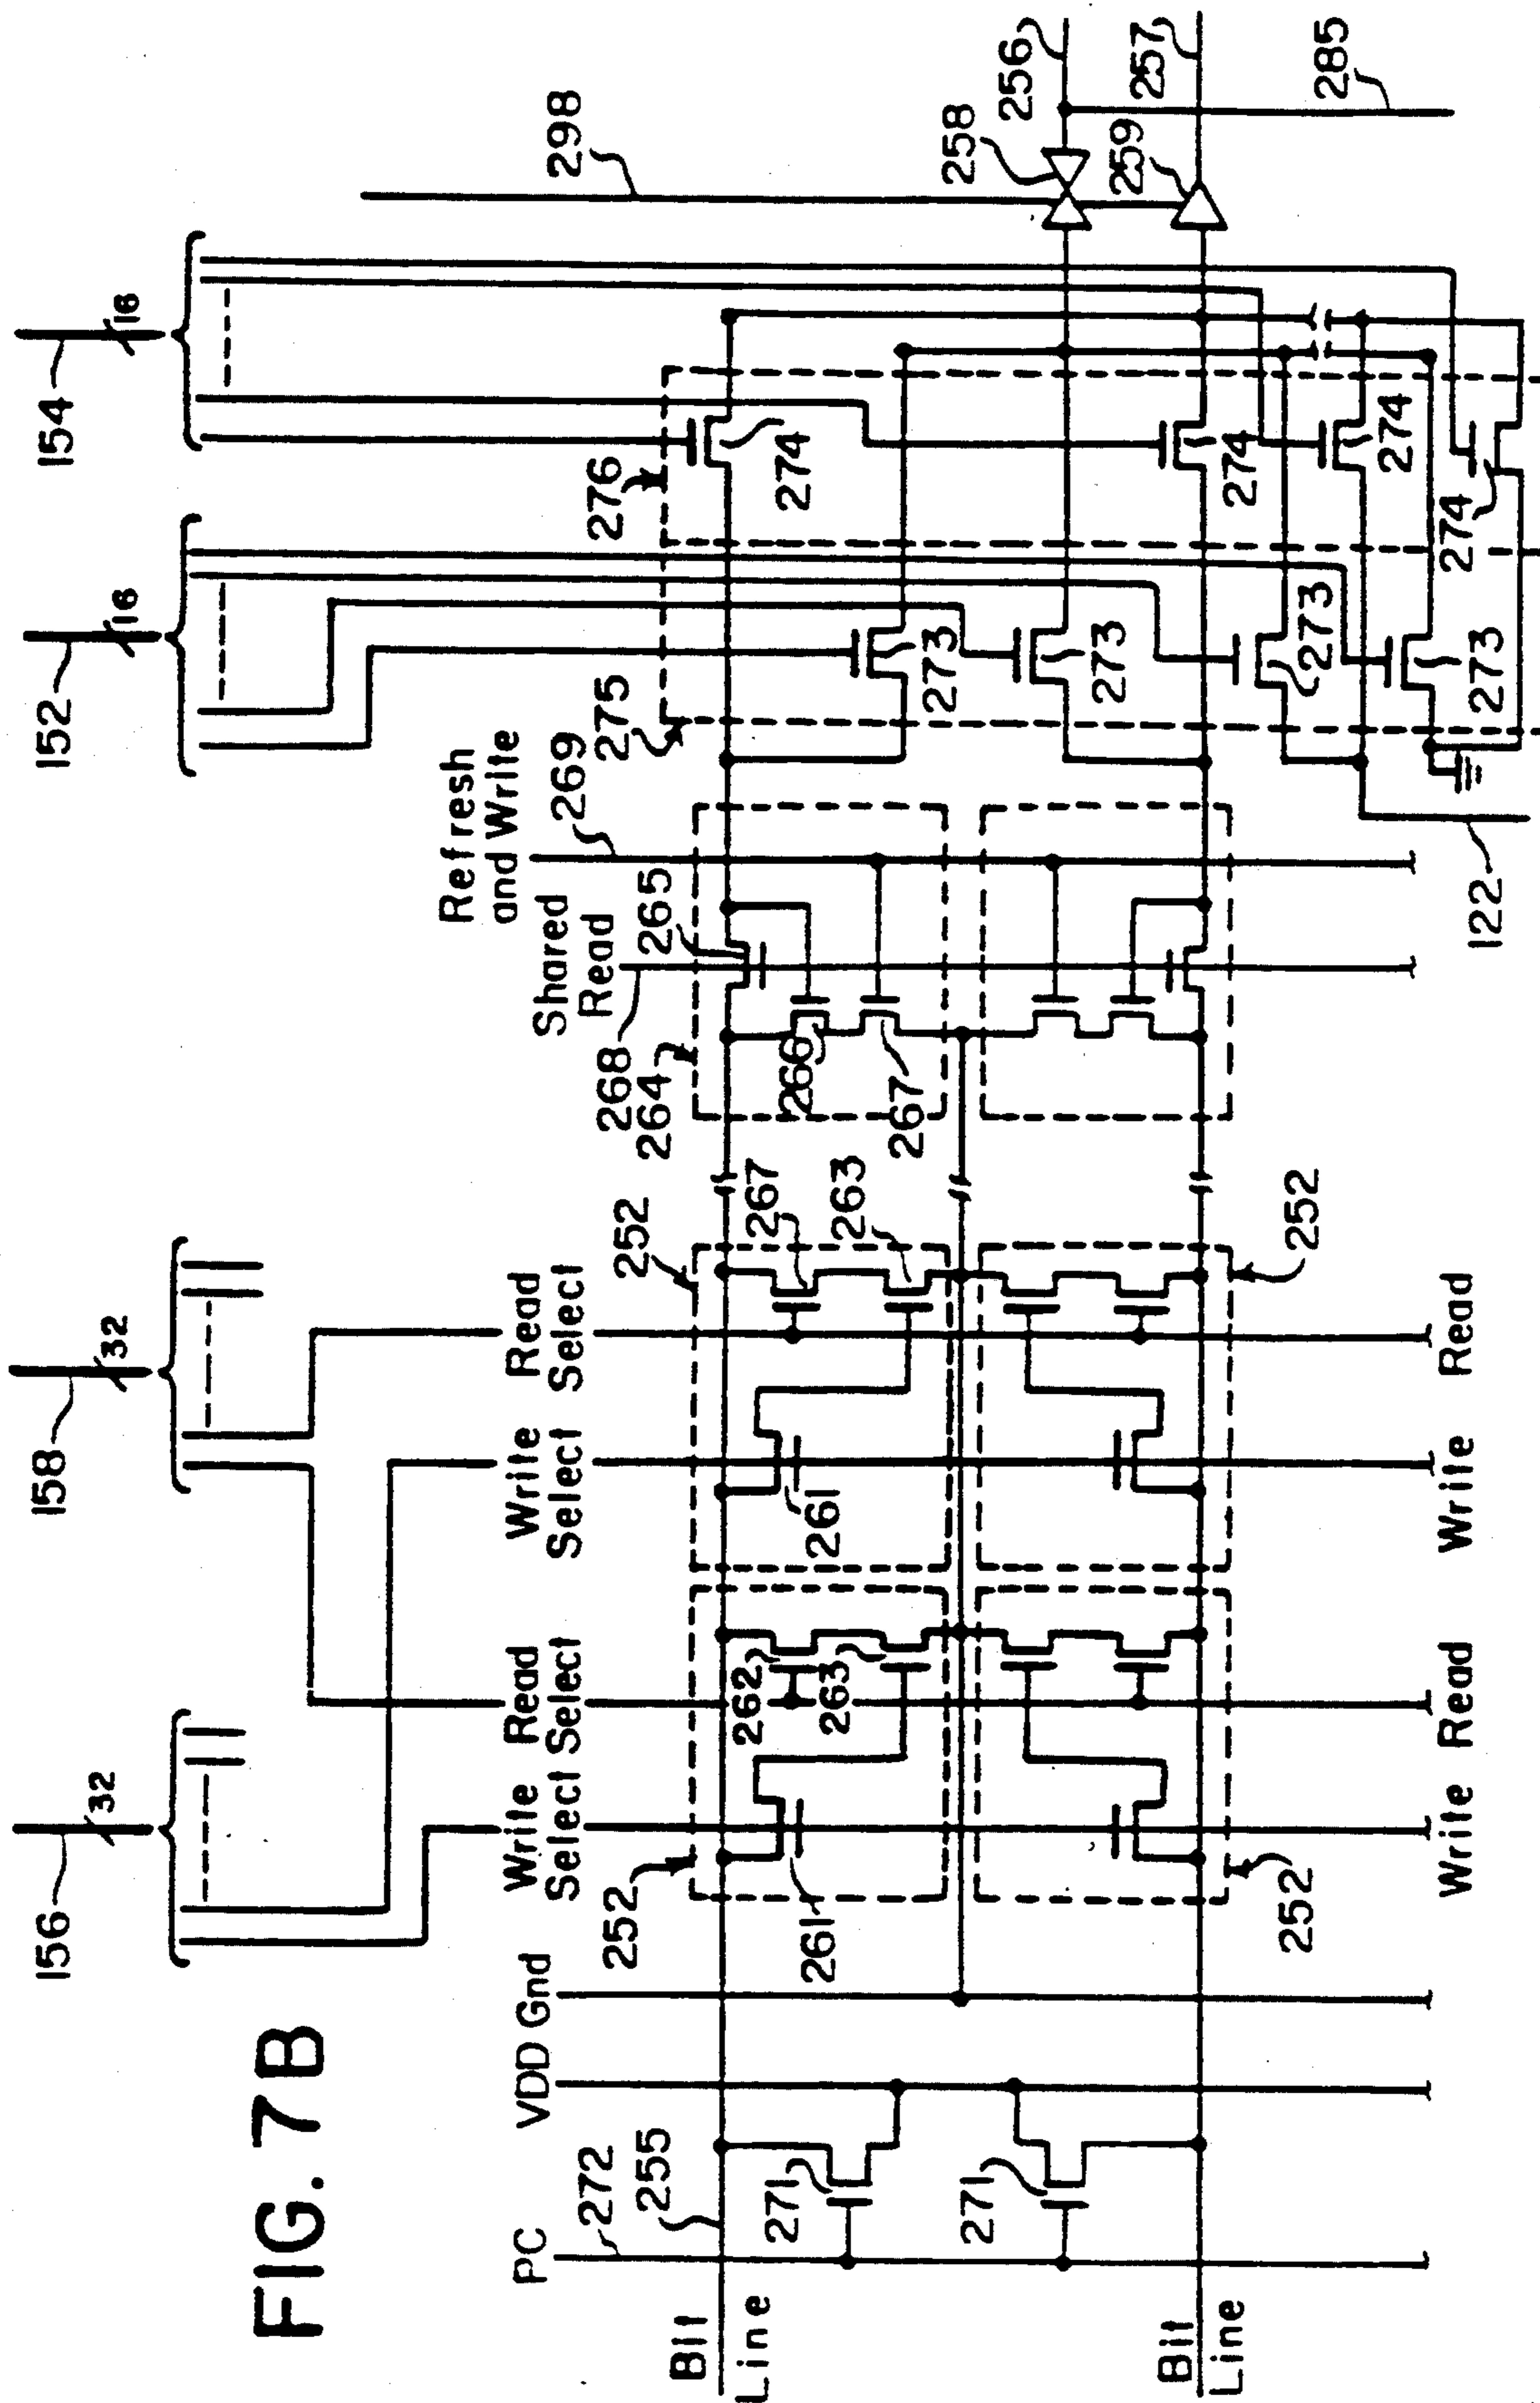 FIG. 7B
156
158
152
154
32
32
16
16
PC
VDD
Gnd
Write
Select
Read
Select
Write
Select
Read
Select
Shared
Read
Refresh
and Write
272
255
252
252
268
264
265
269
275
276
298
Bit
Line
271
271
261
262
263
261
267
263
266
267
273
273
273
273
274
274
274
274
258
256
259
257
285
Bit
Line
252
252
122
Write
Read
Write
Read